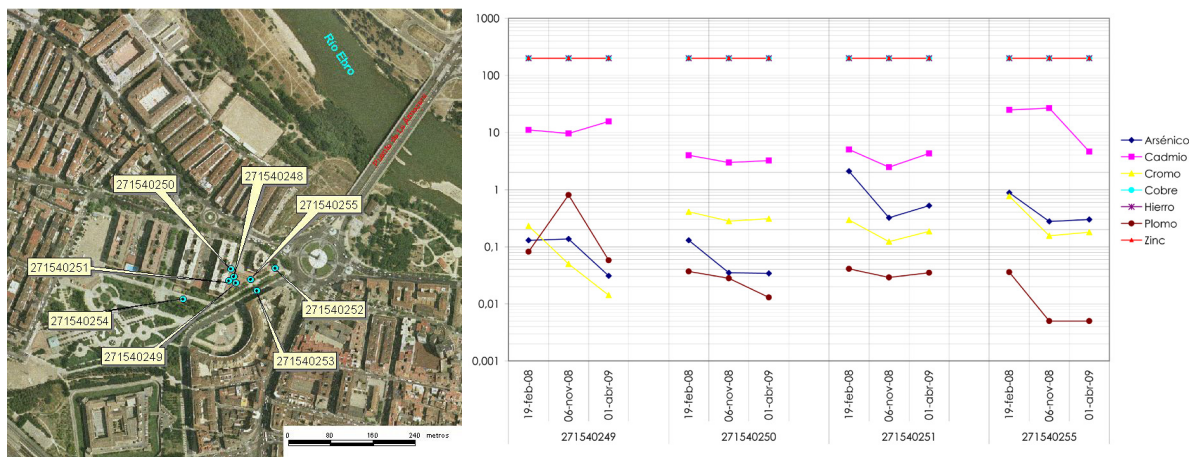 Río Ebro
271540250
271540248
271540255
271540251
271540254
271540252
271540249
271540253
0 80 160 240 metros
1000
100
10
1
0,1
0,01
0,001
19-feb-08
06-nov-08
01-abr-09
19-feb-08
06-nov-08
01-abr-09
19-feb-08
06-nov-08
01-abr-09
19-feb-08
06-nov-08
01-abr-09
271540249
271540250
271540251
271540255
Arsénico
Cadmio
Cromo
Cobre
Hierro
Plomo
Zinc